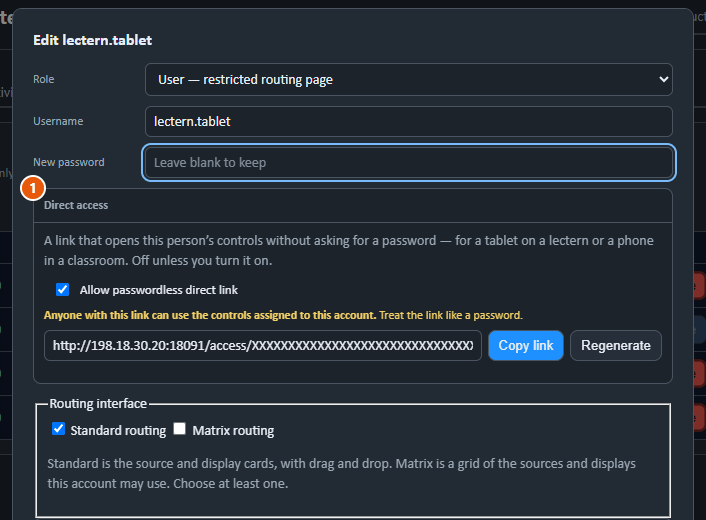 Edit lectern.tablet
Role
User — restricted routing page
Username
lectern.tablet
New password
Leave blank to keep
1
Direct access
A link that opens this person's controls without asking for a password — for a tablet on a lectern or a phone
in a classroom. Off unless you turn it on.
Allow passwordless direct link
Anyone with this link can use the controls assigned to this account. Treat the link like a password.
http://198.18.30.20:18091/access/XXXXXXXXXXXXXXXXXXXXXXXXXXXXXX
Copy link
Regenerate
Routing interface
Standard routing
Matrix routing
Standard is the source and display cards, with drag and drop. Matrix is a grid of the sources and displays
this account may use. Choose at least one.